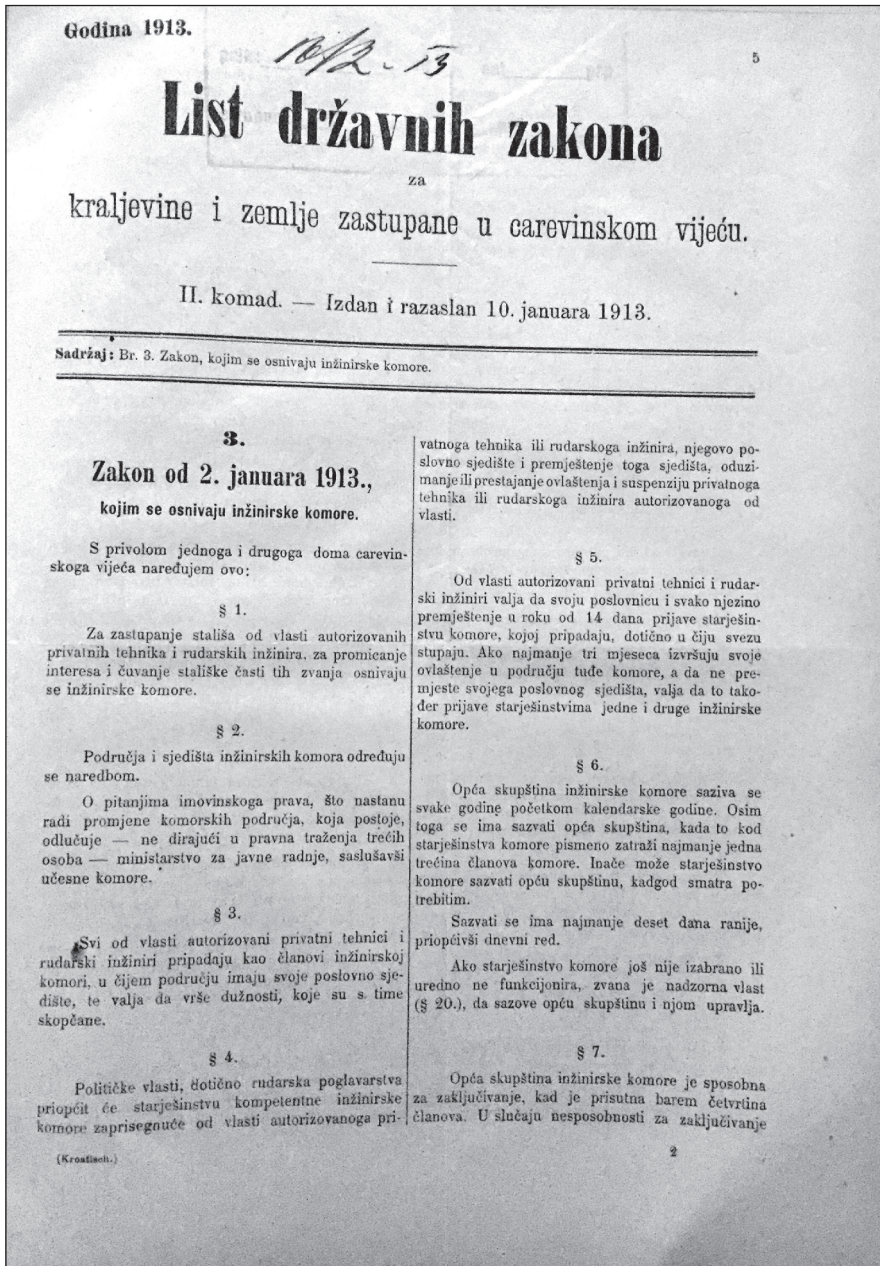 Godina 1913.
5
List državnih zakona
za
kraljevine i zemlje zastupane u carevinskom vijeću.
II. komad. — Izdan i razaslan 10. januara 1913.
Sadržaj: Br. 3. Zakon, kojim se osnivaju inžinirske komore.
3.
Zakon od 2. januara 1913.,
kojim se osnivaju inžinirske komore.
S privolom jednoga i drugoga doma carevin-
skoga vijeća naređujem ovo:
§ 1.
Za zastupanje stališa od vlasti autorizovanih
privatnih tehnika i rudarskih inžinira, za promicanje
interesa i čuvanje stališke časti tih zvanja osnivaju
se inžinirske komore.
§ 2.
Područja i sjedišta inžinirskih komora određuju
se naredbom.
O pitanjima imovinskoga prava, što nastanu
radi promjene komorskih područja, koja postoje,
odlučuje — ne dirajući u pravna traženja trećih
osoba — ministarstvo za javne radnje, saslušavši
učesne komore.
§ 3.
Svi od vlasti autorizovani privatni tehnici i
rudarski inžiniri pripadaju kao članovi inžinirskoj
komori, u čijem području imaju svoje poslovno sje-
dište, te valja da vrše dužnosti, koje su s time
skopčane.
§ 4.
Političke vlasti, dotično rudarska poglavarstva
priopćit će starješinstvu kompetentne inžinirske
komore zaprisegnuće od vlasti autorizovanoga pri-
(Kroatisch.)
vatnoga tehnika ili rudarskoga inžinira, njegovo po-
slovno sjedište i premještenje toga sjedišta, oduzi-
manje ili prestajanje ovlaštenja i suspenziju privatnoga
tehnika ili rudarskoga inžinira autorizovanoga od
vlasti.
§ 5.
Od vlasti autorizovani privatni tehnici i rudar-
ski inžiniri valja da svoju poslovnicu i svako njezino
premještenje u roku od 14 dana prijave starješin-
stvu komore, kojoj pripadaju, dotično u čiju svezu
stupaju. Ako najmanje tri mjeseca izvršuju svoje
ovlaštenje u području tuđe komore, a da ne pre-
mjeste svojega poslovnog sjedišta, valja da to tako-
đer prijave starješinstvima jedne i druge inžinirske
komore.
§ 6.
Opća skupština inžinirske komore saziva se
svake godine početkom kalendarske godine. Osim
toga se ima sazvati opća skupština, kada to kod
starješinstva komore pismeno zatraži najmanje jedna
trećina članova komore. Inače može starješinstvo
komore sazvati opću skupštinu, kadgod smatra po-
trebitim.
Sazvati se ima najmanje deset dana ranije,
priopćivši dnevni red.
Ako starješinstvo komore još nije izabrano ili
uredno ne funkcijonira, zvana je nadzorna vlast
(§ 20.), da sazove opću skupštinu i njom upravlja.
§ 7.
Opća skupština inžinirske komore je sposobna
za zaključivanje, kad je prisutna barem četvrtina
članova. U slučaju nesposobnosti za zaključivanje
2